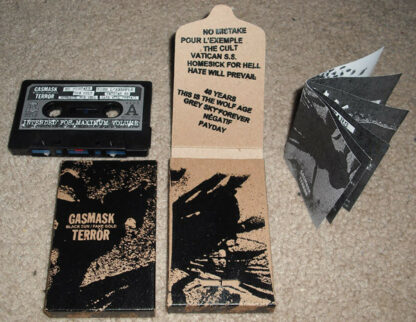 GASMASK
TERROR
A
INTENDED FOR MAXIMUM VOLUME
NO MISTAKE
POUR L'EXEMPLE
THE CULT
VATICAN S.S.
HOMESICK FOR HELL
HATE WILL PREVAIL
40 YEARS
THIS IS THE WOLF AGE
GREY SKY FOREVER
NÉGATIF
PAYDAY
GASMASK
BLACK SUN / FAKE GOLD
TERROR